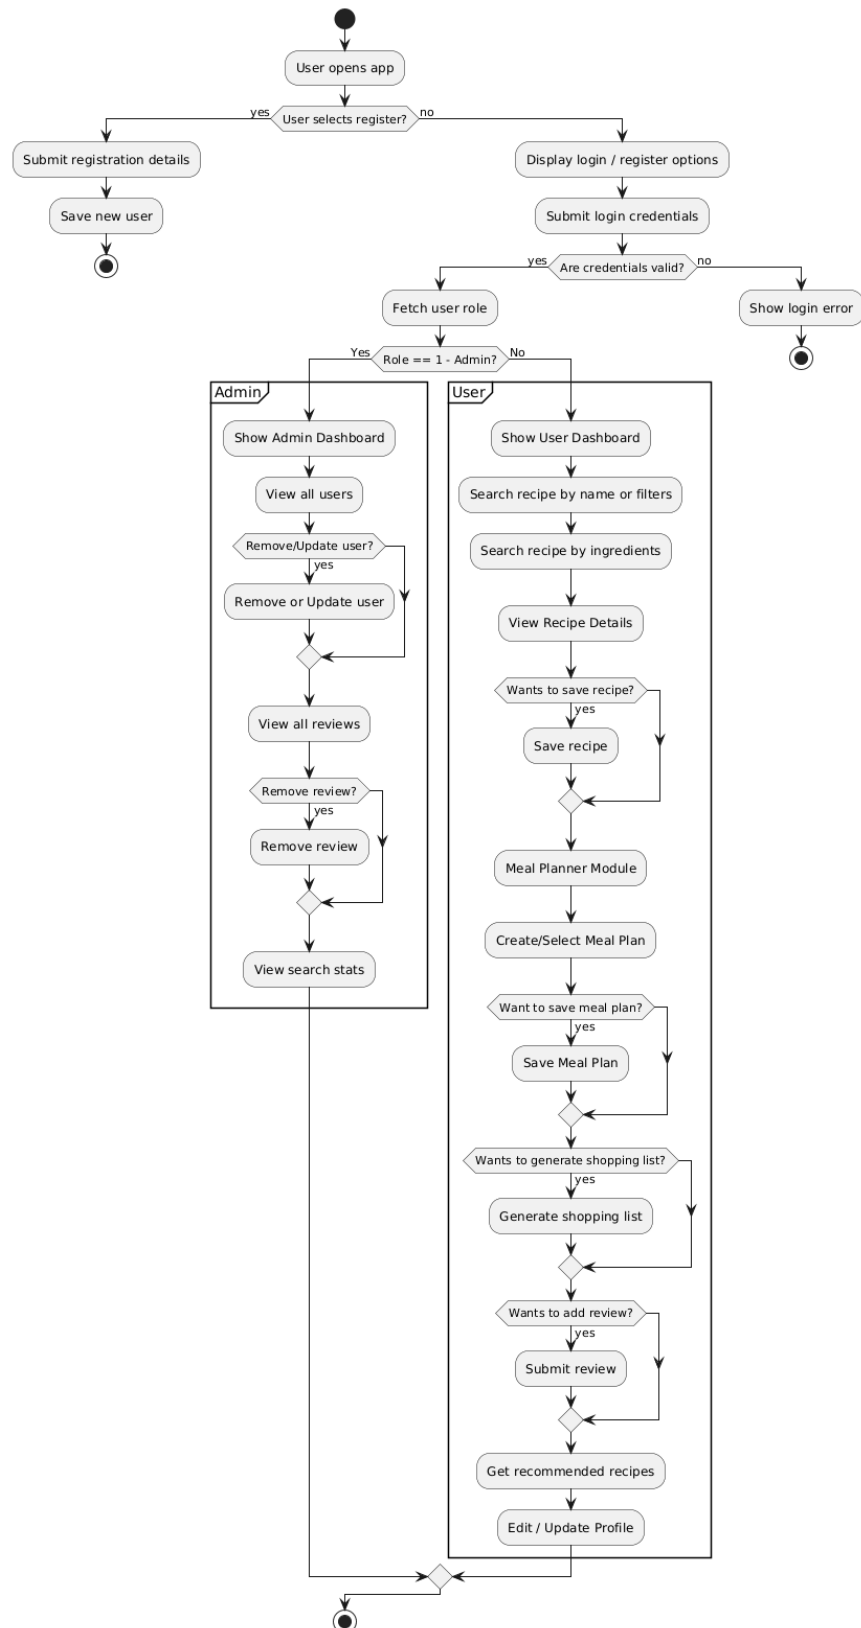 User opens app
yes
User selects register?
no
Submit registration details
Display login / register options
Save new user
Submit login credentials
yes
Are credentials valid?
no
Fetch user role
Show login error
Yes
Role == 1 - Admin?
No
Admin
Show Admin Dashboard
View all users
Remove/Update user?
yes
Remove or Update user
View all reviews
Remove review?
yes
Remove review
View search stats
User
Show User Dashboard
Search recipe by name or filters
Search recipe by ingredients
View Recipe Details
Wants to save recipe?
yes
Save recipe
Meal Planner Module
Create/Select Meal Plan
Want to save meal plan?
yes
Save Meal Plan
Wants to generate shopping list?
yes
Generate shopping list
Wants to add review?
yes
Submit review
Get recommended recipes
Edit / Update Profile